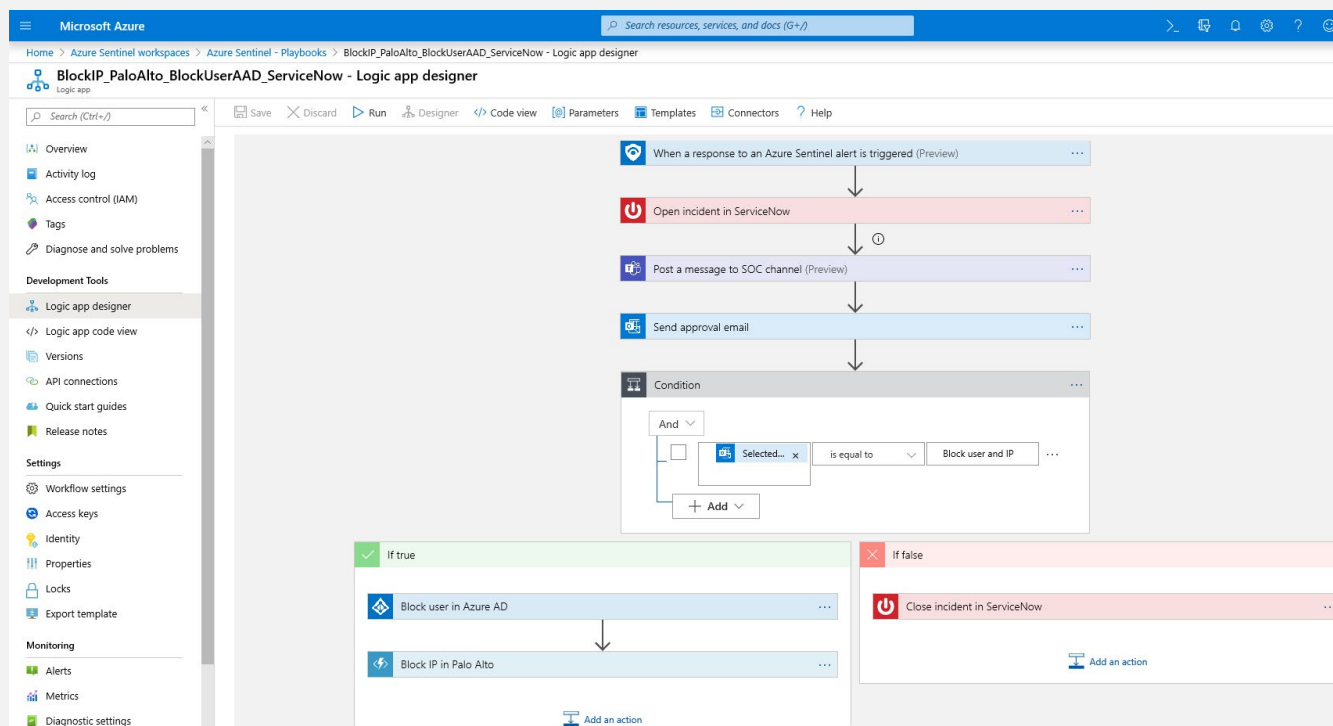 Microsoft Azure
Search resources, services, and docs (G+/)
Home > Azure Sentinel workspaces > Azure Sentinel - Playbooks > BlockIP_PaloAlto_BlockUserAAD_ServiceNow - Logic app designer
BlockIP_PaloAlto_BlockUserAAD_ServiceNow - Logic app designer
Logic app
Search (Ctrl+/)
Save Discard Run Designer Code view Parameters Templates Connectors Help
Overview
Activity log
Access control (IAM)
Tags
Diagnose and solve problems
Development Tools
Logic app designer
Logic app code view
Versions
API connections
Quick start guides
Release notes
Settings
Workflow settings
Access keys
Identity
Properties
Locks
Export template
Monitoring
Alerts
Metrics
Diagnostic settings
When a response to an Azure Sentinel alert is triggered (Preview)
Open incident in ServiceNow
Post a message to SOC channel (Preview)
Send approval email
Condition
And
Selected... x is equal to Block user and IP
+ Add
If true
Block user in Azure AD
Block IP in Palo Alto
Add an action
If false
Close incident in ServiceNow
Add an action